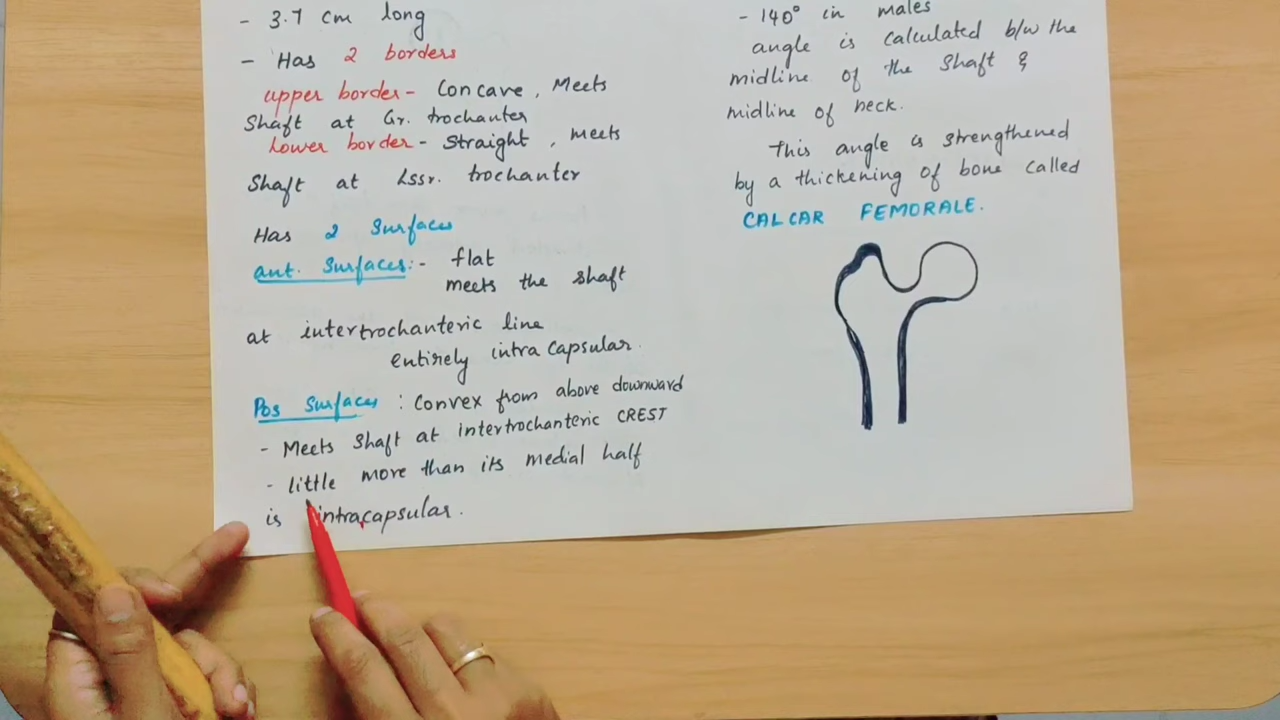 - 3.7 cm long
- Has 2 borders
upper border - Concave, Meets
Shaft at Gr. trochanter
Lower border - Straight, meets
Shaft at Lssr. trochanter
Has 2 Surfaces
ant. Surfaces:- flat
meets the shaft
at intertrochanteric line
entirely intra capsular.
Pos Surfaces : Convex from above downward
- Meets Shaft at intertrochanteric CREST
- little more than its medial half
is intracapsular.
- 140° in males
angle is calculated b/w the
midline of the Shaft &
midline of neck.
This angle is strengthened
by a thickening of bone called
CALCAR FEMORALE.